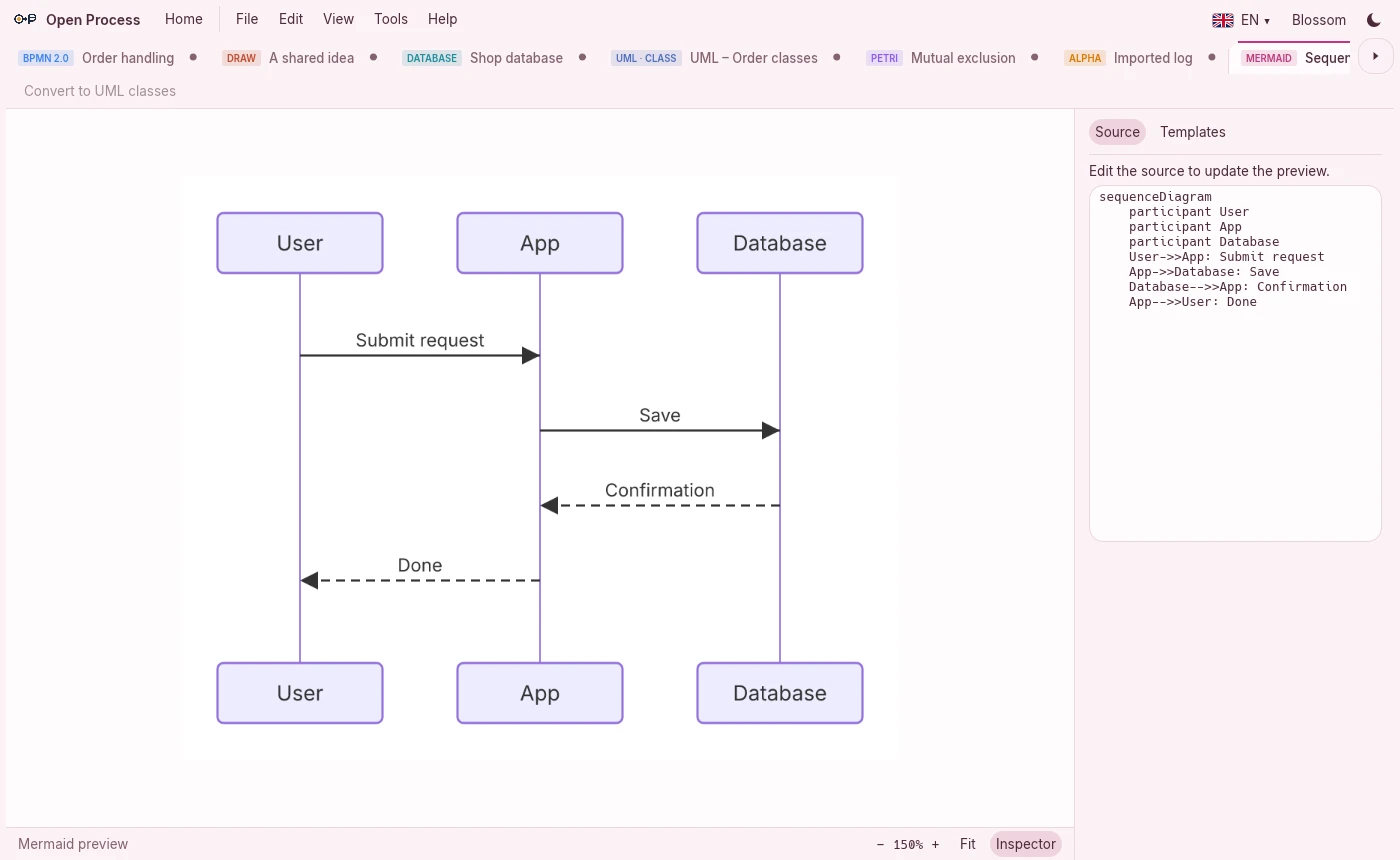 Open Process Home File Edit View Tools Help EN ▾ Blossom
BPMN 2.0 Order handling ● DRAW A shared idea ● DATABASE Shop database ● UML · CLASS UML – Order classes ● PETRI Mutual exclusion ● ALPHA Imported log ● MERMAID Sequen
Convert to UML classes
Source Templates
Edit the source to update the preview.
sequenceDiagram
    participant User
    participant App
    participant Database
    User->>App: Submit request
    App->>Database: Save
    Database-->>App: Confirmation
    App-->>User: Done
User App Database
Submit request
Save
Confirmation
Done
User App Database
Mermaid preview − 150% + Fit Inspector